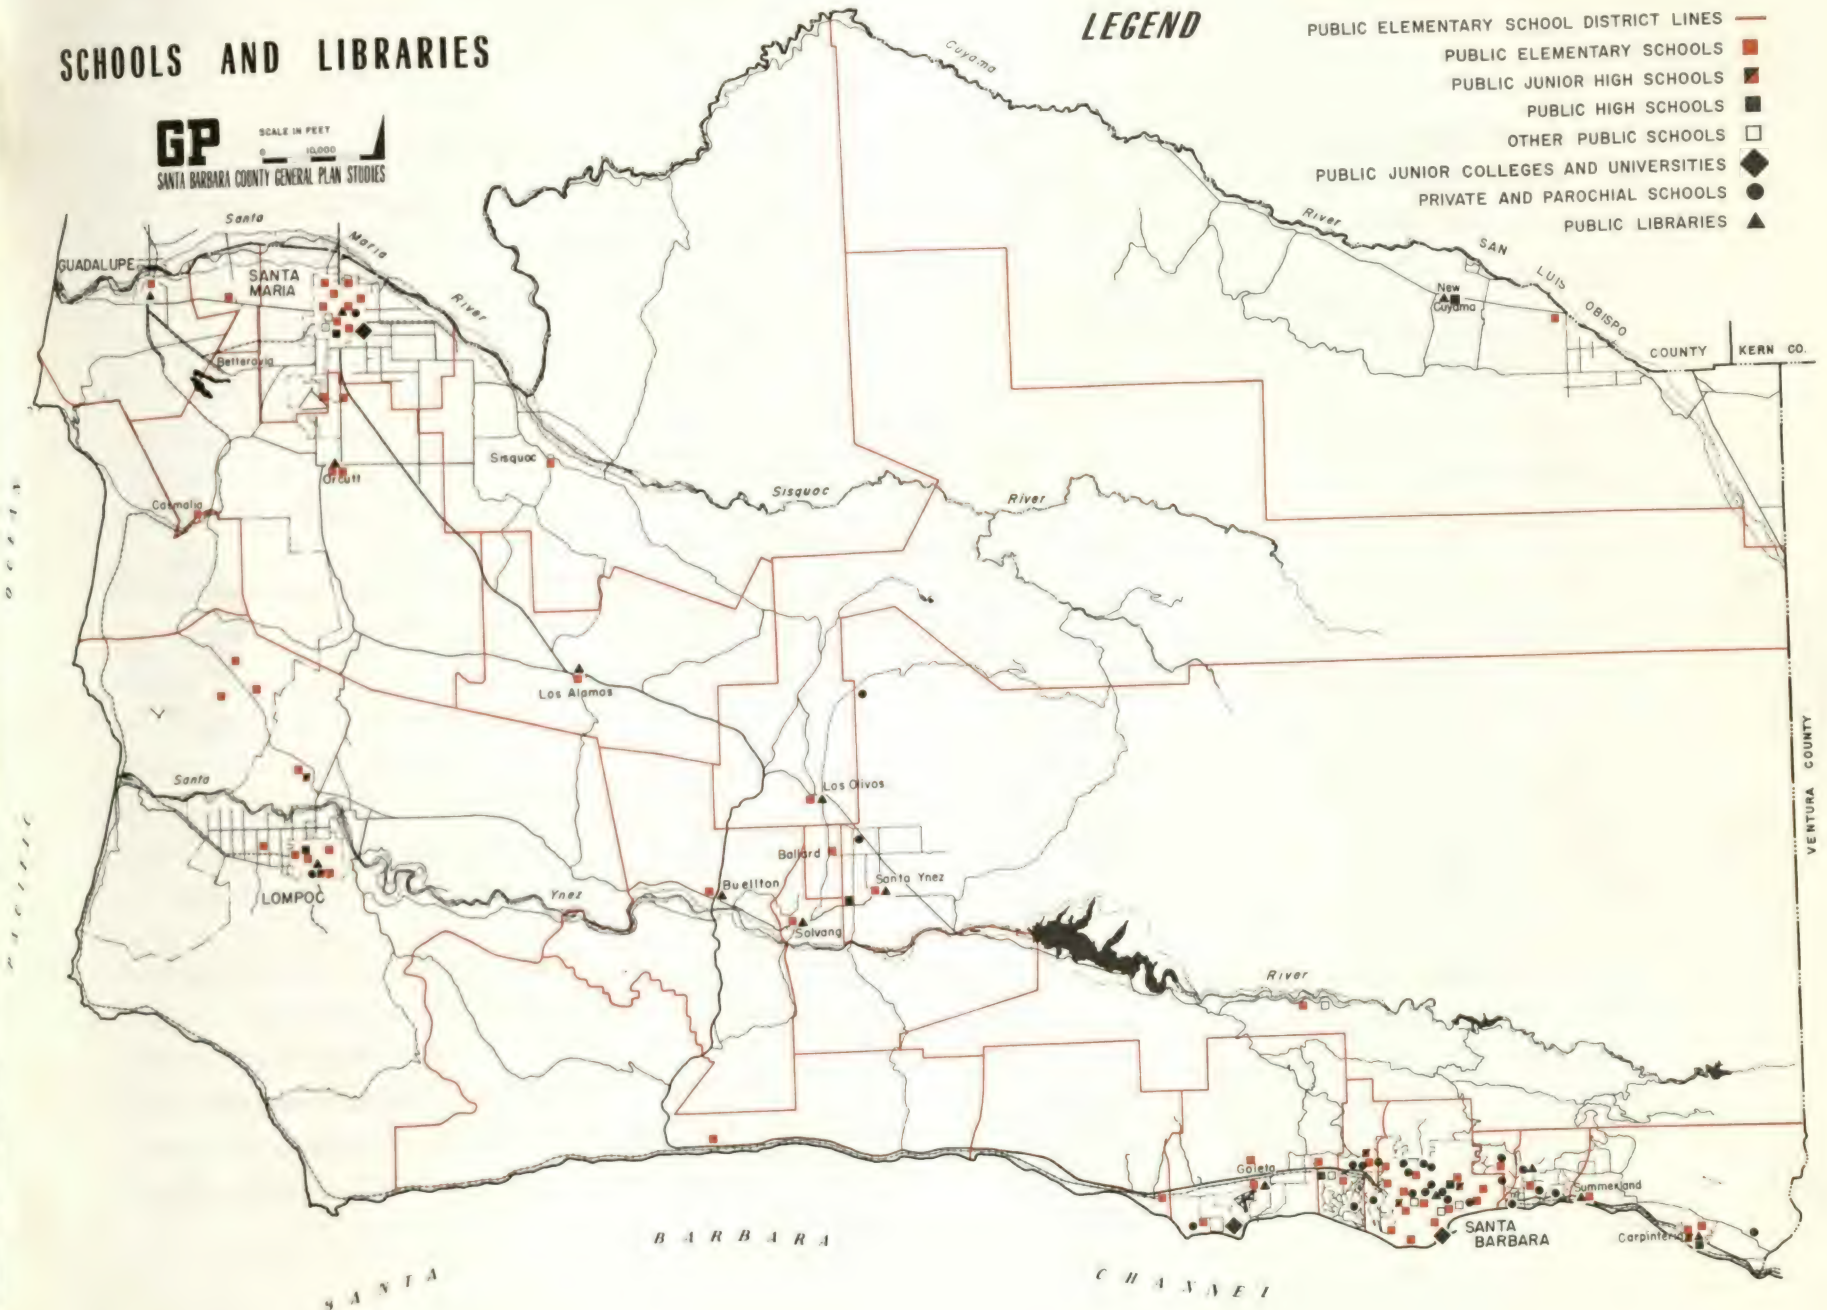 SCHOOLS AND LIBRARIES
GP
SCALE IN FEET
0 10,000
SANTA BARBARA COUNTY GENERAL PLAN STUDIES
LEGEND
PUBLIC ELEMENTARY SCHOOL DISTRICT LINES
PUBLIC ELEMENTARY SCHOOLS
PUBLIC JUNIOR HIGH SCHOOLS
PUBLIC HIGH SCHOOLS
OTHER PUBLIC SCHOOLS
PUBLIC JUNIOR COLLEGES AND UNIVERSITIES
PRIVATE AND PAROCHIAL SCHOOLS
PUBLIC LIBRARIES
Cuyama
River
SAN
LUIS
OBISPO
COUNTY
KERN CO.
New
Cuyama
Santa
Maria
River
GUADALUPE
SANTA
MARIA
Betteravia
Sisquoc
Orcutt
Casmalia
Sisquoc
River
OCEAN
PACIFIC
Los Alamos
VENTURA COUNTY
Santa
Los Olivos
Ballard
Buellton
Santa Ynez
LOMPOC
Ynez
Solvang
River
Goleta
Summerland
SANTA
BARBARA
Carpinteria
SANTA
BARBARA
CHANNEL